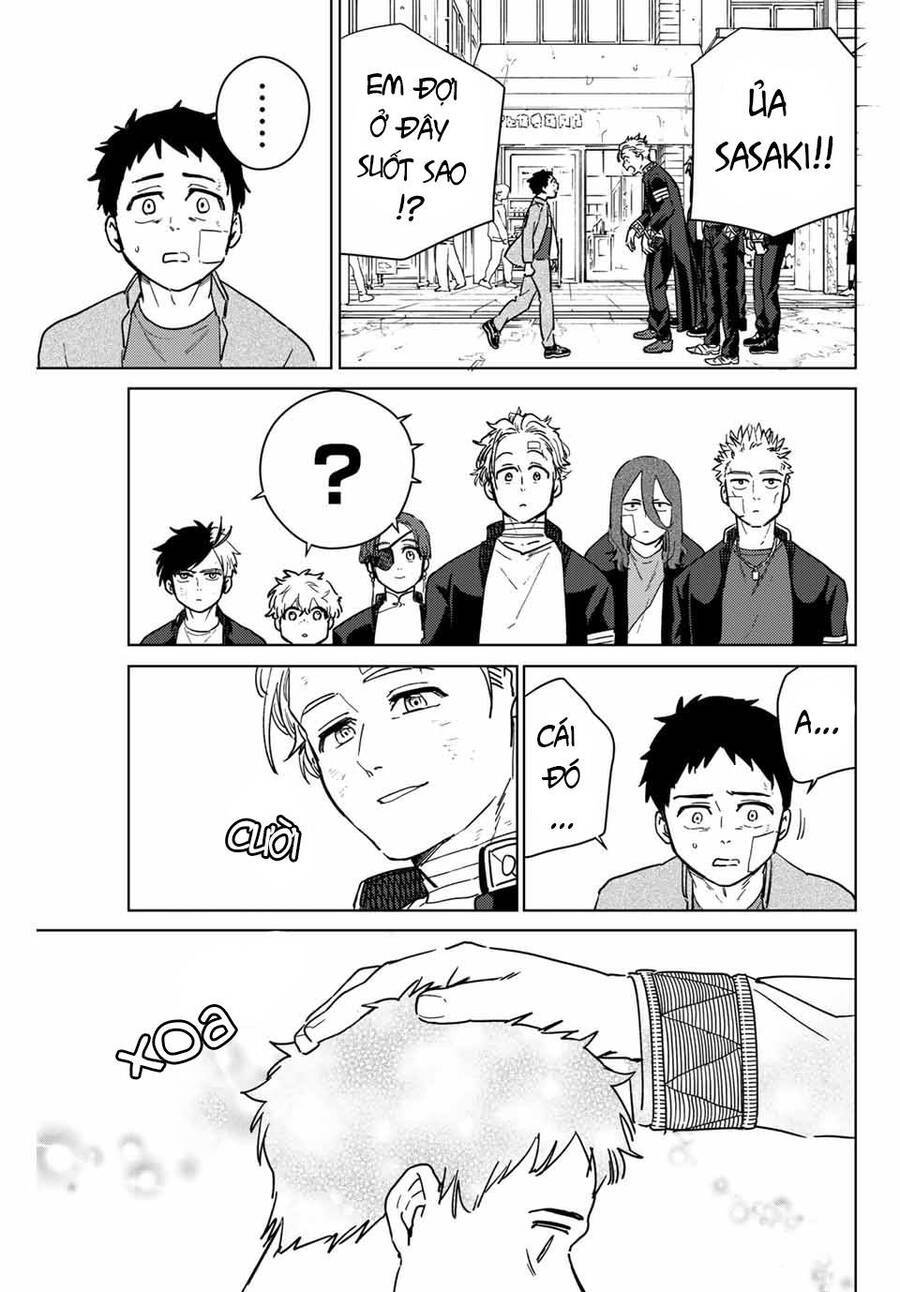 ỦA
SASAKI!!
EM ĐỢI
Ở ĐÂY
SUỐT SAO
!?
......
?
A...
CÁI
ĐÓ
...
CƯỜI
XOA